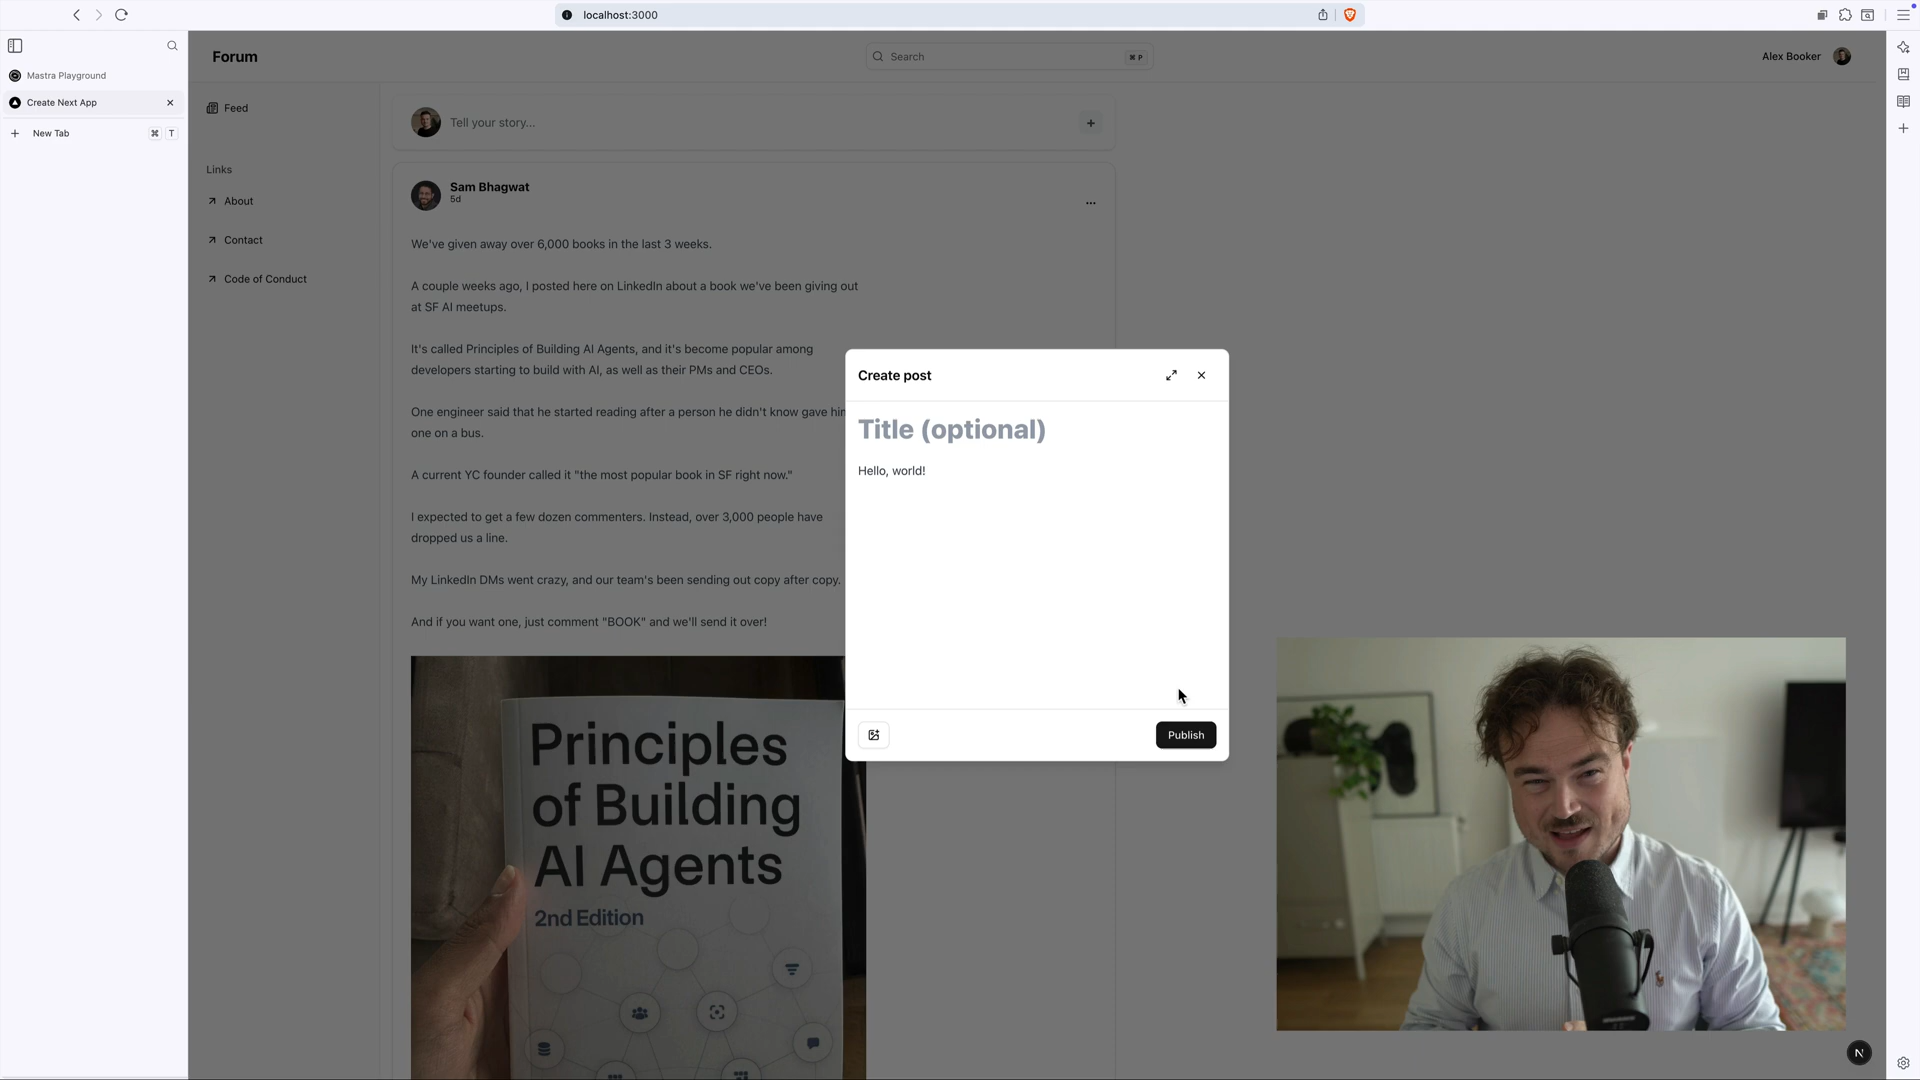 localhost:3000
Mastra Playground
Create Next App
New Tab
⌘ T
Forum
Search
⌘ P
Alex Booker
Feed
Links
About
Contact
Code of Conduct
Tell your story...
Sam Bhagwat
5d
We've given away over 6,000 books in the last 3 weeks.
A couple weeks ago, I posted here on LinkedIn about a book we've been giving out
at SF AI meetups.
It's called Principles of Building AI Agents, and it's become popular among
developers starting to build with AI, as well as their PMs and CEOs.
One engineer said that he started reading after a person he didn't know gave
one on a bus.
A current YC founder called it "the most popular book in SF right now."
I expected to get a few dozen commenters. Instead, over 3,000 people have
dropped us a line.
My LinkedIn DMs went crazy, and our team's been sending out copy after copy.
And if you want one, just comment "BOOK" and we'll send it over!
Principles
of Building
AI Agents
2nd Edition
Create post
Title (optional)
Hello, world!
Publish
N